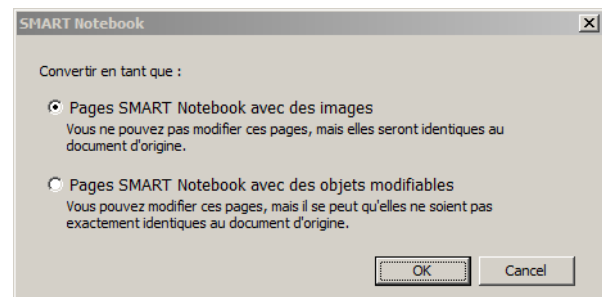 SMART Notebook
Convertir en tant que :
Pages SMART Notebook avec des images
Vous ne pouvez pas modifier ces pages, mais elles seront identiques au
document d'origine.
Pages SMART Notebook avec des objets modifiables
Vous pouvez modifier ces pages, mais il se peut qu'elles ne soient pas
exactement identiques au document d'origine.
OK Cancel